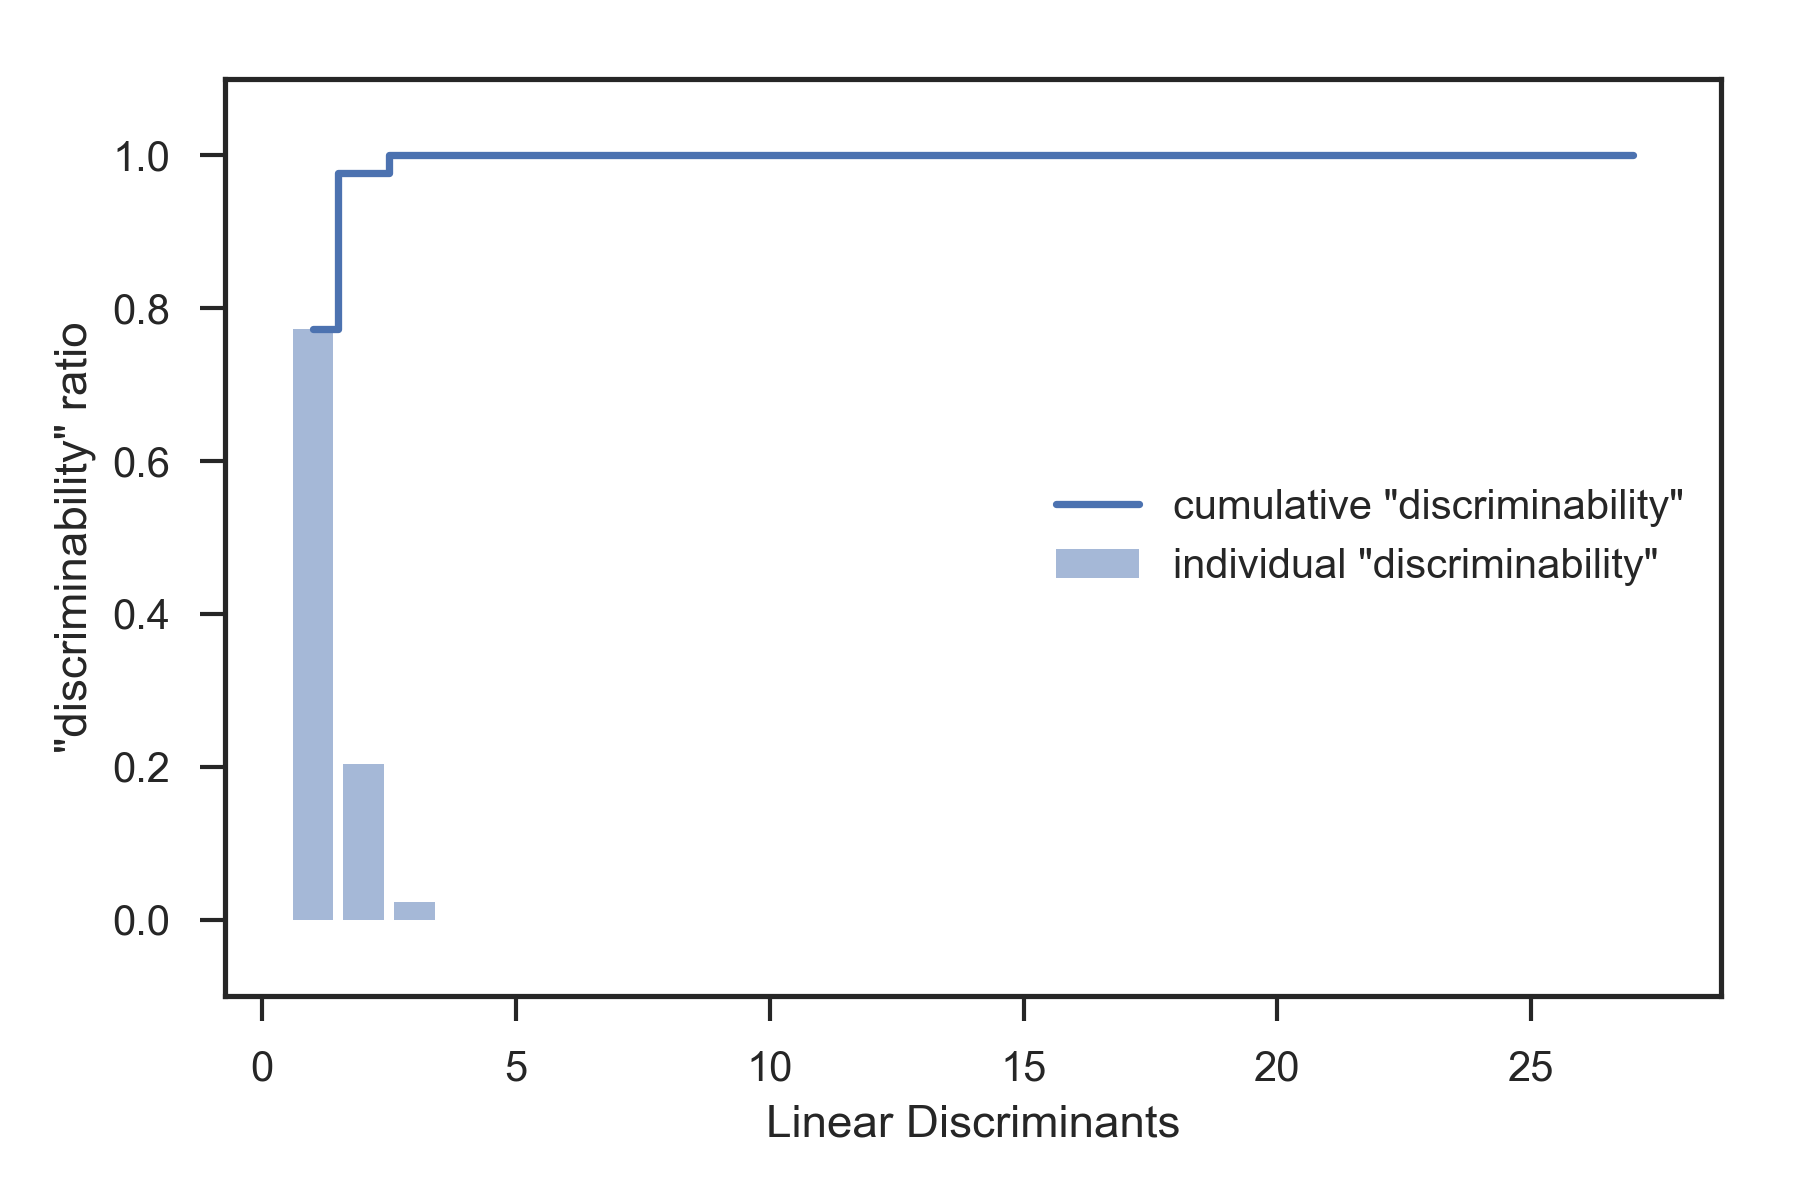 1.0
0.8
0.6
0.4
0.2
0.0
"discriminability" ratio
cumulative "discriminability"
individual "discriminability"
0 5 10 15 20 25
Linear Discriminants